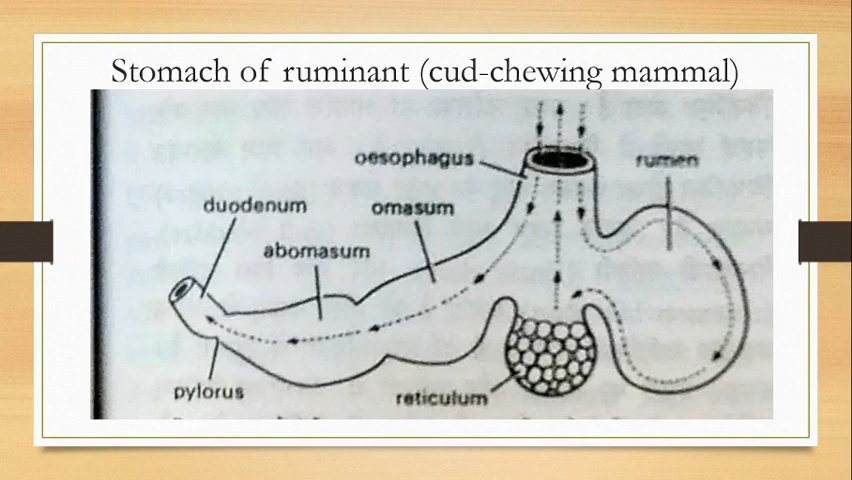 Stomach of ruminant (cud-chewing mammal)
oesophagus
rumen
duodenum
omasum
abomasum
pylorus
reticulum